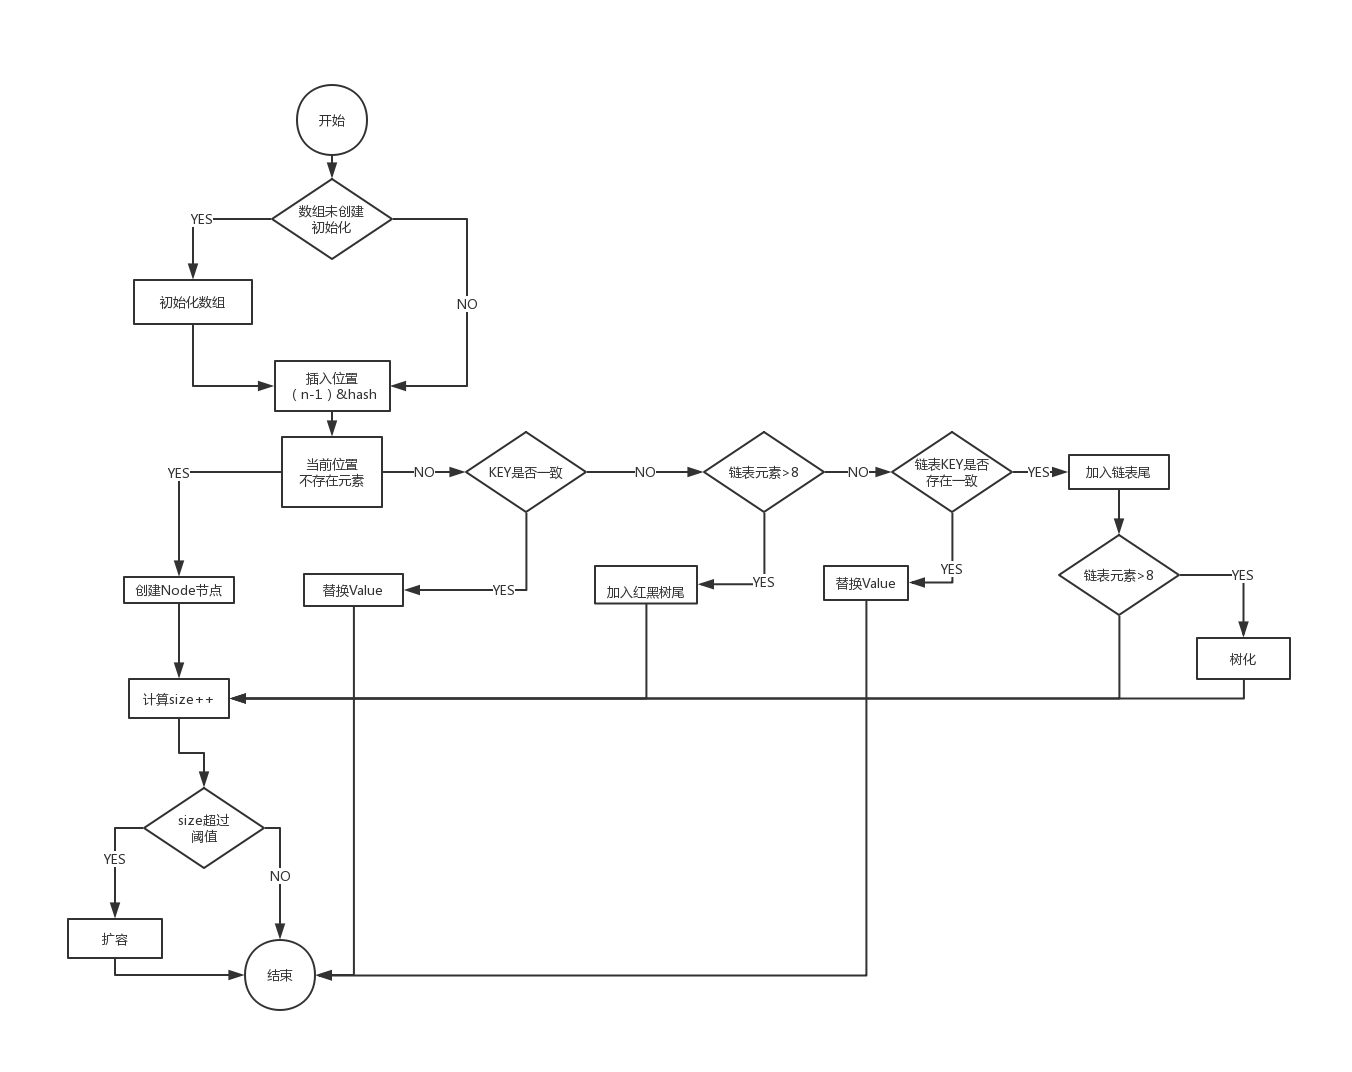 开始
数组未创建
初始化
YES
NO
初始化数组
插入位置
（n-1）&hash
当前位置
不存在元素
YES
NO
KEY是否一致
NO
链表元素>8
NO
链表KEY是否
存在一致
YES
加入链表尾
创建Node节点
替换Value
YES
加入红黑树尾
YES
替换Value
YES
链表元素>8
YES
树化
计算size++
size超过
阈值
YES
NO
扩容
结束